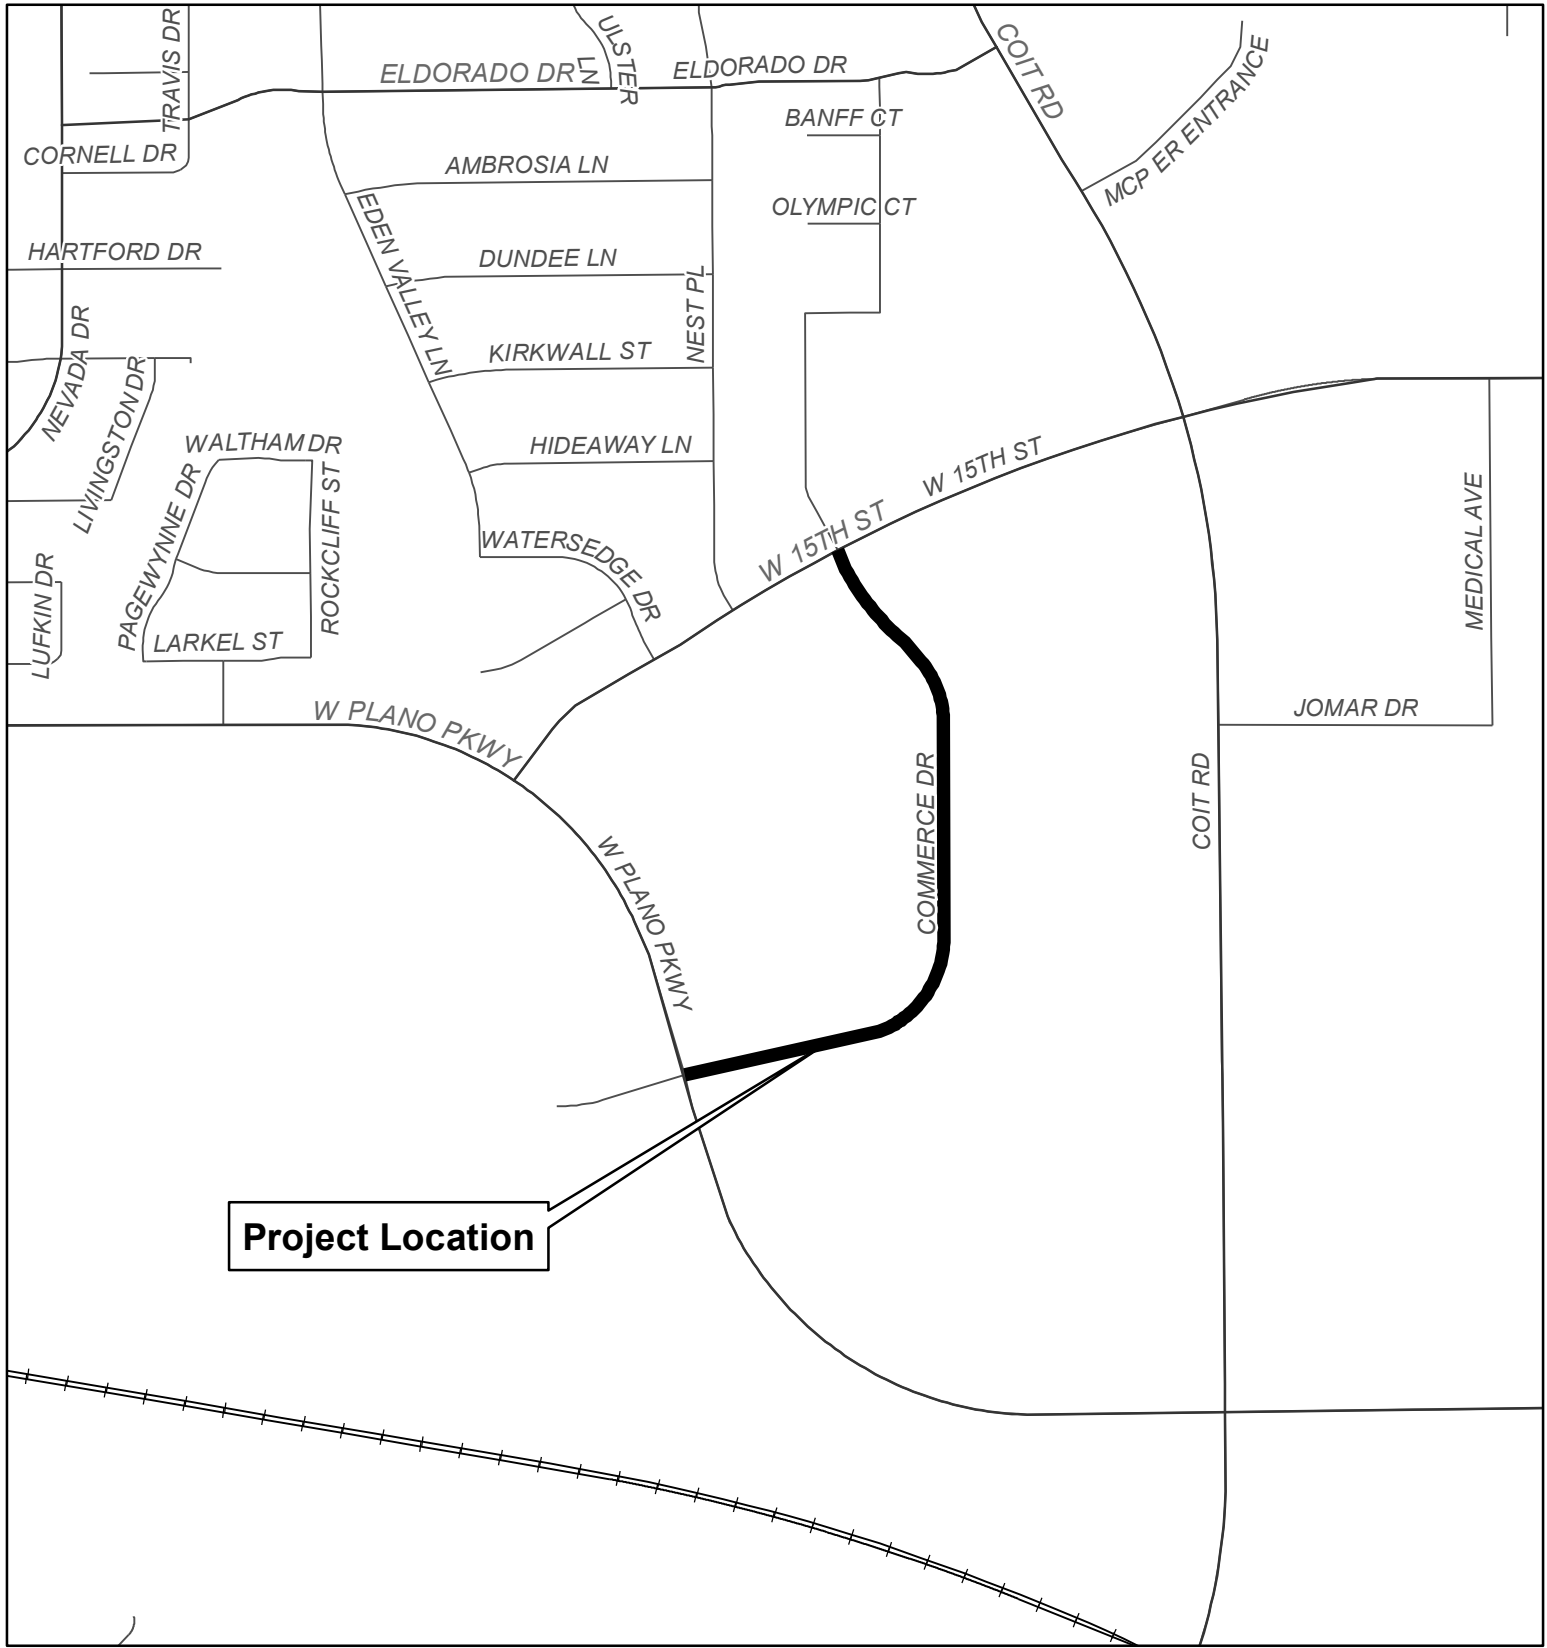 TRAVIS DR
ULSTER LN
COIT RD
ELDORADO DR
ELDORADO DR
MCP ER ENTRANCE
BANFF CT
CORNELL DR
AMBROSIA LN
OLYMPIC CT
HARTFORD DR
EDEN VALLEY LN
DUNDEE LN
NEST PL
NEVADA DR
KIRKWALL ST
LIVINGSTON DR
WALTHAM DR
HIDEAWAY LN
W 15TH ST
PAGEWYNNE DR
ROCKCLIFF ST
MEDICAL AVE
W 15TH ST
WATERSEDGE DR
LUFKIN DR
LARKEL ST
W PLANO PKWY
JOMAR DR
COMMERCE DR
COIT RD
W PLANO PKWY
Project Location